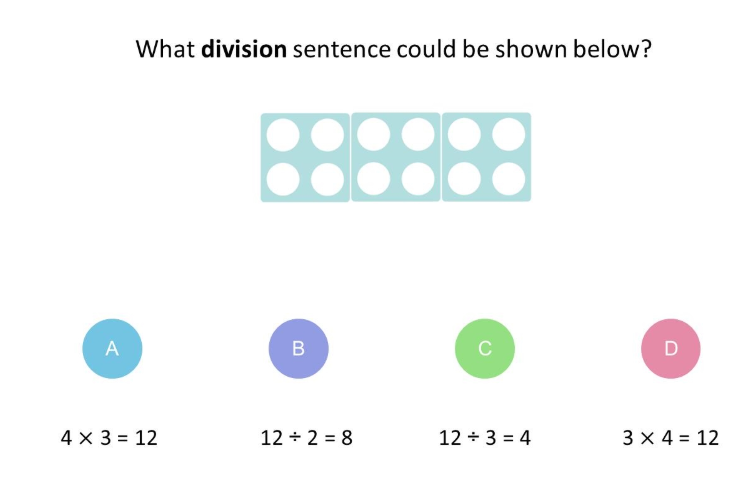 What division sentence could be shown below?
A B C D
4 × 3 = 12 12 ÷ 2 = 8 12 ÷ 3 = 4 3 × 4 = 12